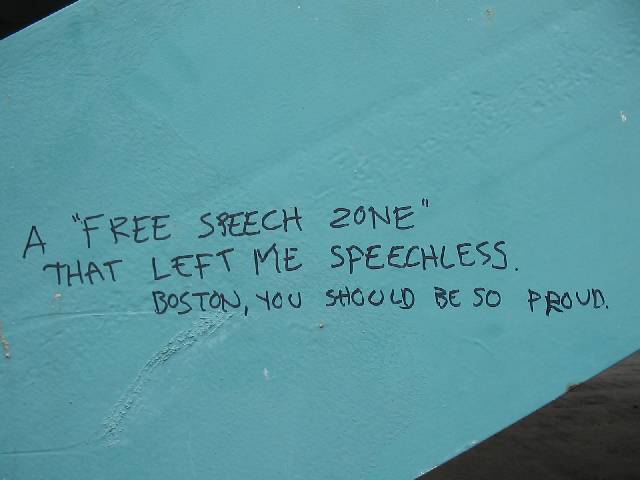 A "FREE SPEECH ZONE"
THAT LEFT ME SPEECHLESS.
BOSTON, YOU SHOULD BE SO PROUD.